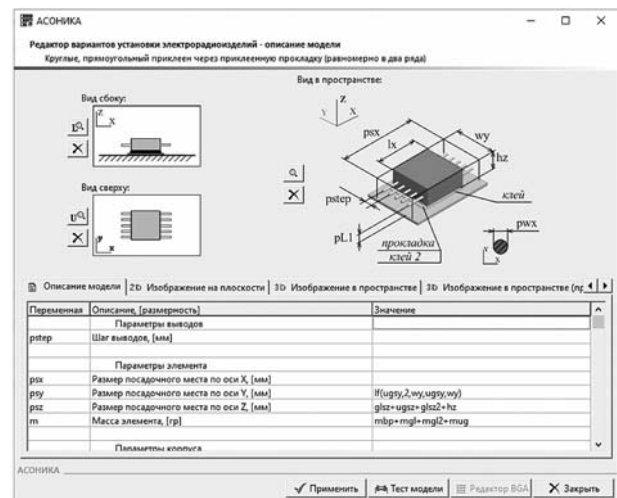 АСОНИКА
Редактор вариантов установки электрорадиоизделий - описание модели
Круглые, прямоугольный приклеен через приклеенную прокладку (равномерно в два ряда)
Вид сбоку:
Z
X
L
Вид сверху:
U
y
x
Вид в пространстве:
Z
Y
X
psx
lx
wy
hz
pstep
pL1
клей
прокладка
клей 2
pwx
x
x
Описание модели 2D Изображение на плоскости 3D Изображение в пространстве 3D Изображение в пространстве (пр
Переменная Описание, [размерность] Значение
Параметры выводов
pstep Шаг выводов, [мм]
Параметры элемента
psx Размер посадочного места по оси X, [мм]
psy Размер посадочного места по оси Y, [мм] If(ugsy,2,wy,ugsy,wy)
psz Размер посадочного места по оси Z, [мм] glsz+ugsz+glsz2+hz
m Масса элемента, [гр] mbp+mgl+mgl2+mug
Параметры корпуса
АСОНИКА
Применить Тест модели Редактор BGA Закрыть